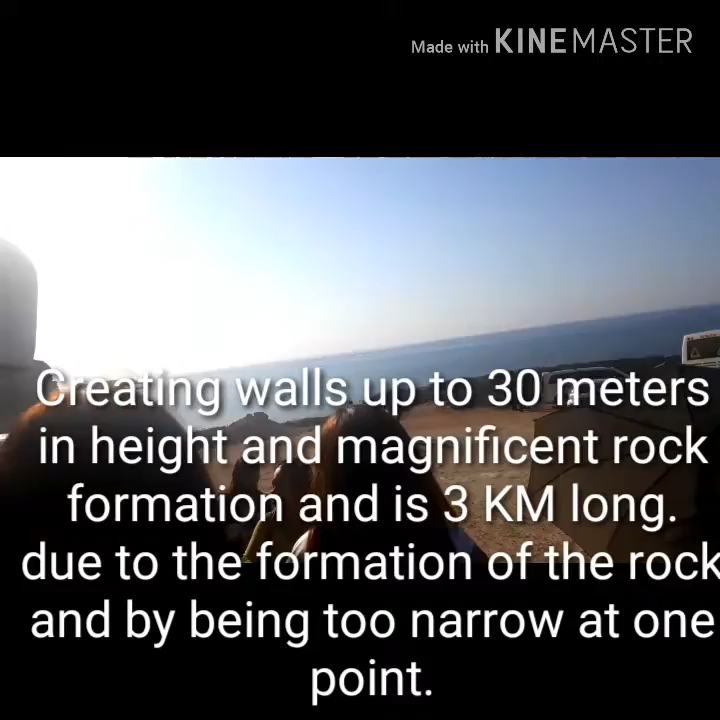 Made with KINEMASTER
Creating walls up to 30 meters
in height and magnificent rock
formation and is 3 KM long.
due to the formation of the rock
and by being too narrow at one
point.